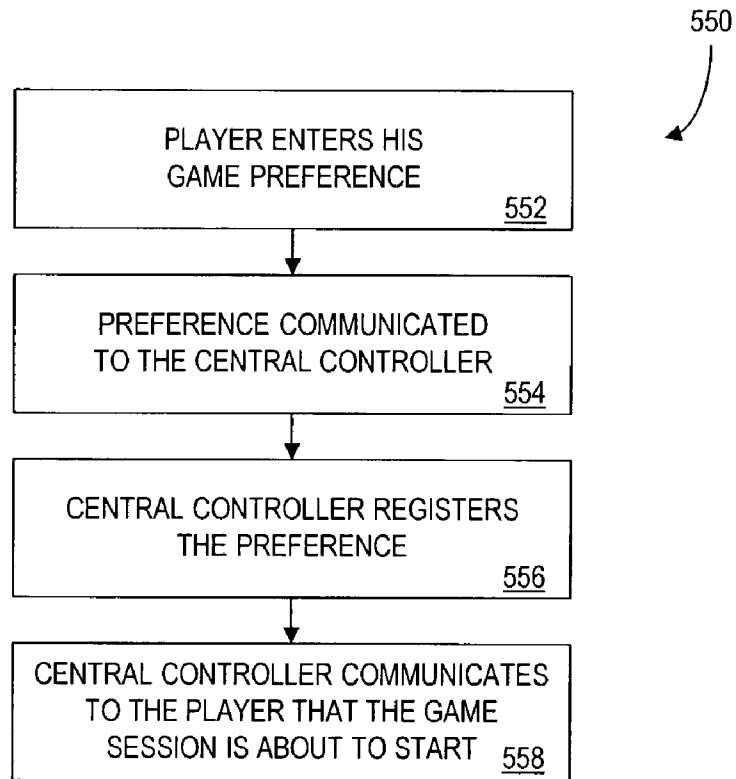 550
PLAYER ENTERS HIS
GAME PREFERENCE
552
PREFERENCE COMMUNICATED
TO THE CENTRAL CONTROLLER
554
CENTRAL CONTROLLER REGISTERS
THE PREFERENCE
556
CENTRAL CONTROLLER COMMUNICATES
TO THE PLAYER THAT THE GAME
SESSION IS ABOUT TO START 558